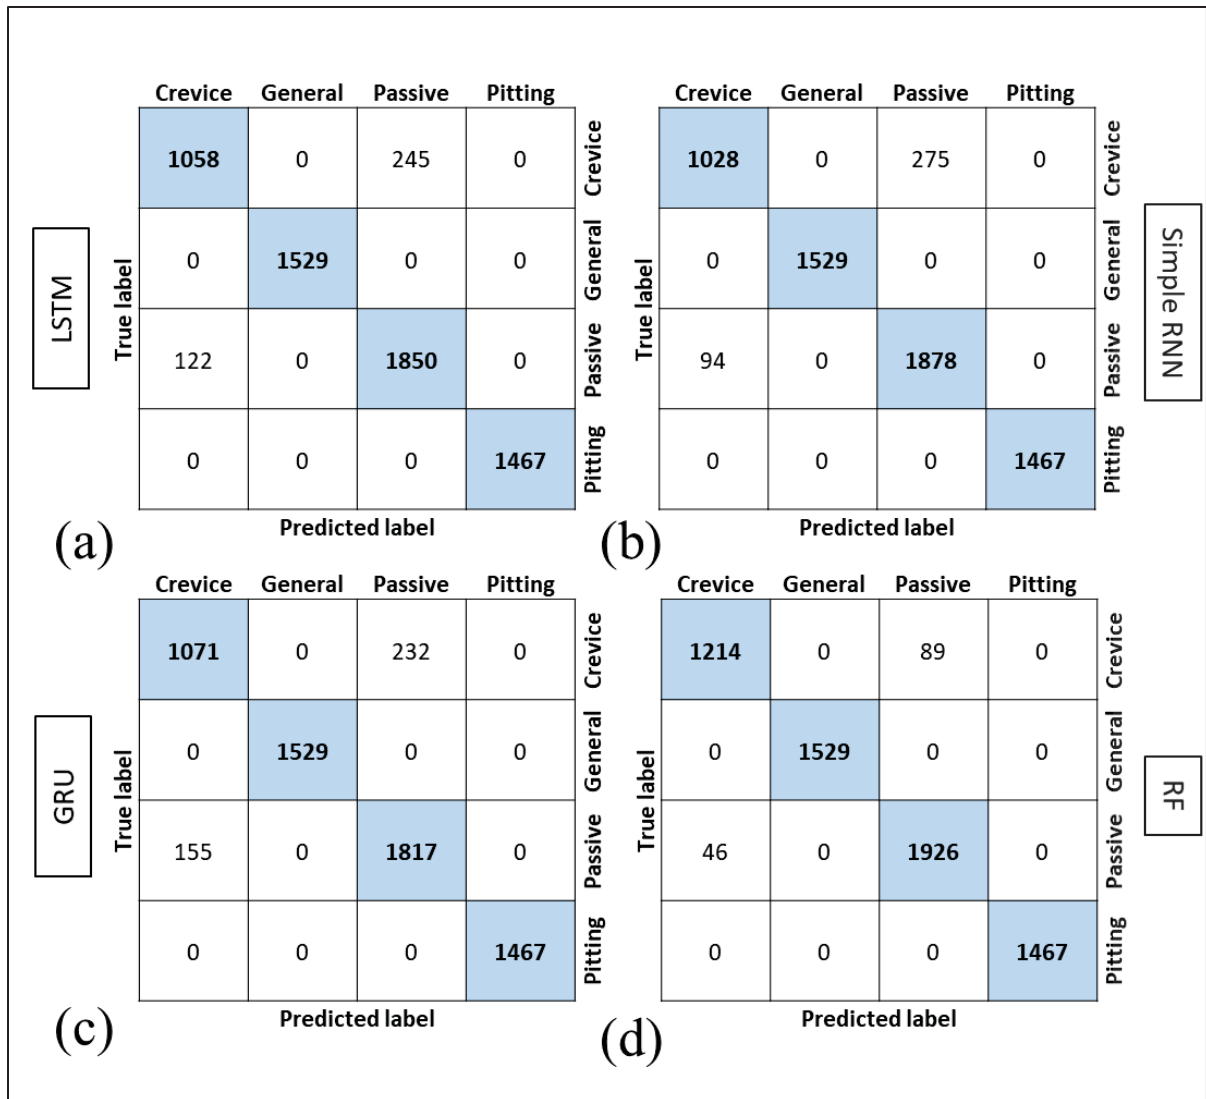 Crevice General Passive Pitting
1058 0 245 0 Crevice
0 1529 0 0 General
122 0 1850 0 Passive
0 0 0 1467 Pitting
True label
Predicted label
LSTM
(a)
Crevice General Passive Pitting
1028 0 275 0 Crevice
0 1529 0 0 General
94 0 1878 0 Passive
0 0 0 1467 Pitting
True label
Predicted label
Simple RNN
(b)
Crevice General Passive Pitting
1071 0 232 0 Crevice
0 1529 0 0 General
155 0 1817 0 Passive
0 0 0 1467 Pitting
True label
Predicted label
GRU
(c)
Crevice General Passive Pitting
1214 0 89 0 Crevice
0 1529 0 0 General
46 0 1926 0 Passive
0 0 0 1467 Pitting
True label
Predicted label
RF
(d)